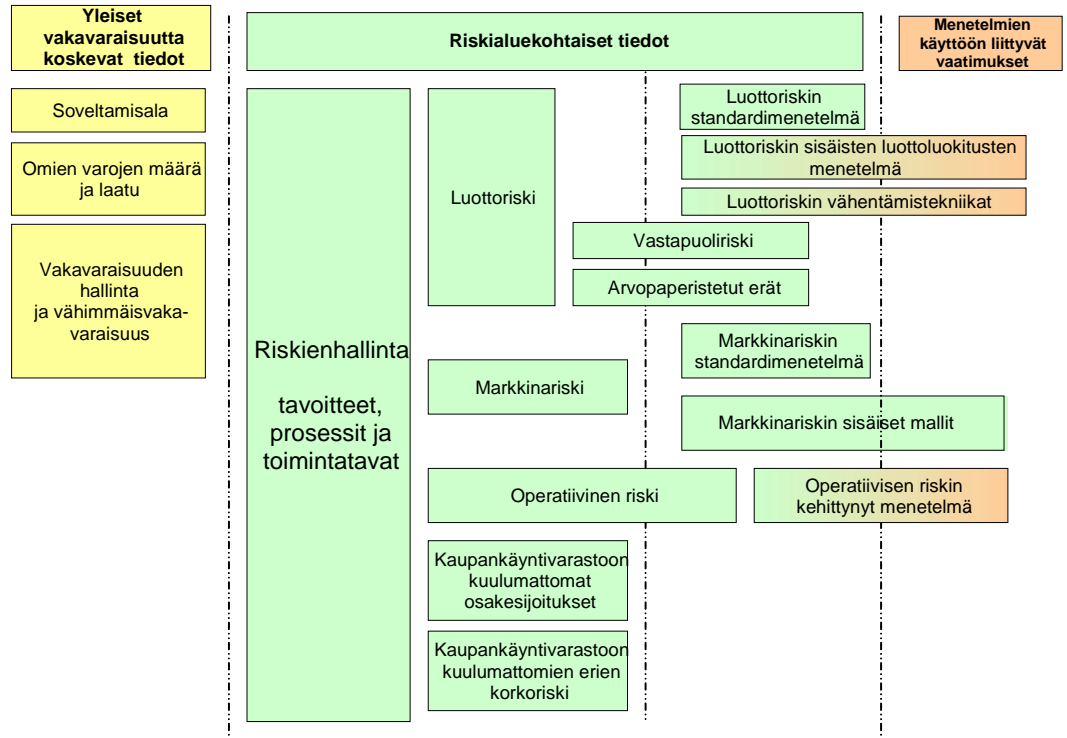 Yleiset
vakavaraisuutta
koskevat tiedot
Riskialuekohtaiset tiedot
Menetelmien
käyttöön liittyvät
vaatimukset
Soveltamisala
Omien varojen määrä
ja laatu
Vakavaraisuuden
hallinta
ja vähimmäisvaka-
varaisuus
Riskienhallinta
tavoitteet,
prosessit ja
toimintatavat
Luottoriski
Luottoriskin
standardimenetelmä
Luottoriskin sisäisten luottoluokitusten
menetelmä
Luottoriskin vähentämistekniikat
Vastapuoliriski
Arvopaperistetut erät
Markkinariski
Markkinariskin
standardimenetelmä
Markkinariskin sisäiset mallit
Operatiivinen riski
Operatiivisen riskin
kehittynyt menetelmä
Kaupankäyntivarastoon
kuulumattomat
osakesijoitukset
Kaupankäyntivarastoon
kuulumattomien erien
korkoriski